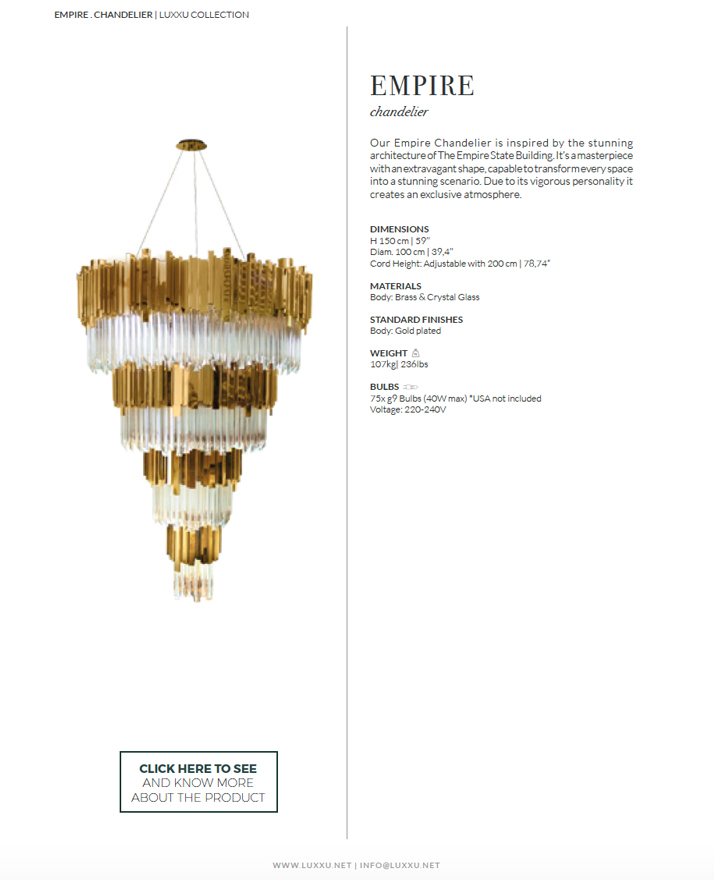 EMPIRE . CHANDELIER | LUXXU COLLECTION
EMPIRE
chandelier
Our Empire Chandelier is inspired by the stunning
architecture of The Empire State Building. It's a masterpiece
with an extravagant shape, capable to transform every space
into a stunning scenario. Due to its vigorous personality it
creates an exclusive atmosphere.
DIMENSIONS
H 150 cm | 59’’
Diam. 100 cm | 39,4’’
Cord Height: Adjustable with 200 cm | 78,74"
MATERIALS
Body: Brass & Crystal Glass
STANDARD FINISHES
Body: Gold plated
WEIGHT
107kg| 236lbs
BULBS
75x g9 Bulbs (40W max) *USA not included
Voltage: 220-240V
CLICK HERE TO SEE
AND KNOW MORE
ABOUT THE PRODUCT
WWW.LUXXU.NET | INFO@LUXXU.NET